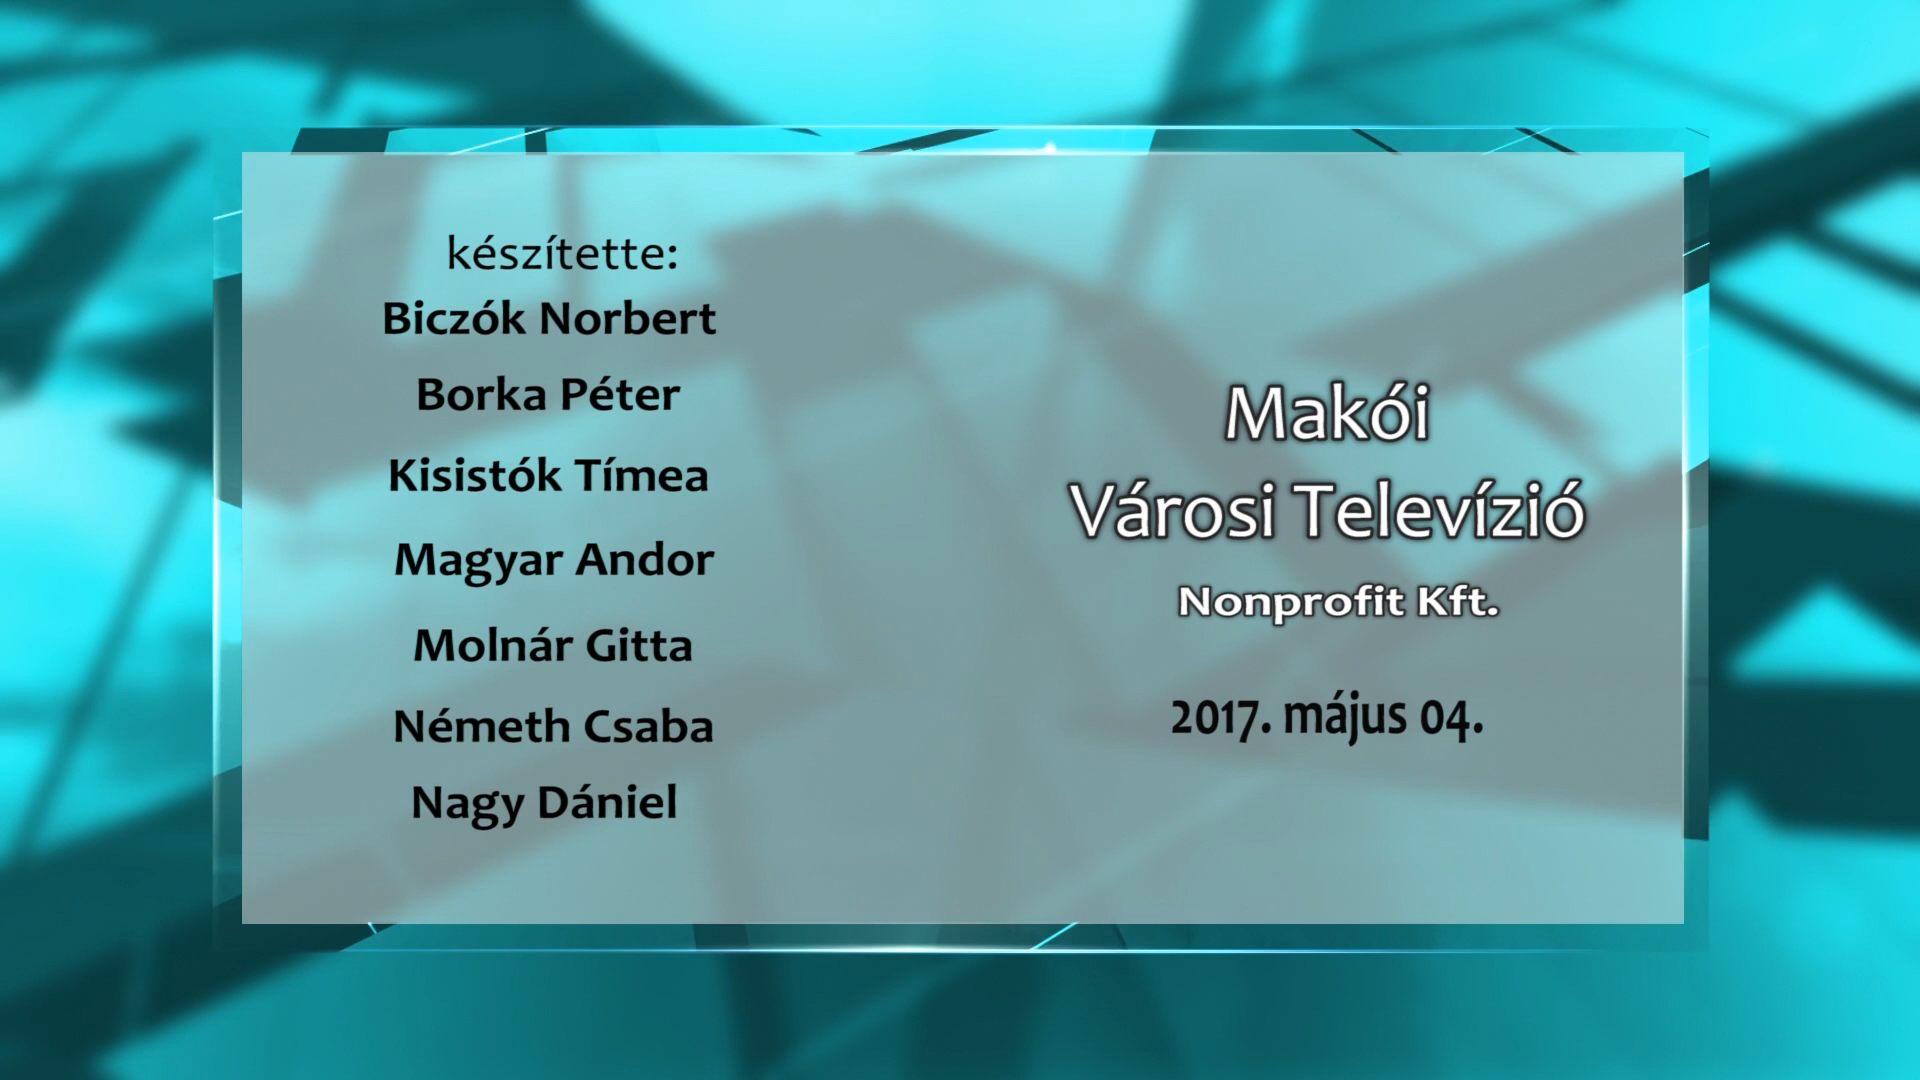 készítette:
Biczók Norbert
Borka Péter
Kisistók Tímea
Magyar Andor
Molnár Gitta
Németh Csaba
Nagy Dániel
Makói
Városi Televízió
Nonprofit Kft.
2017. május 04.